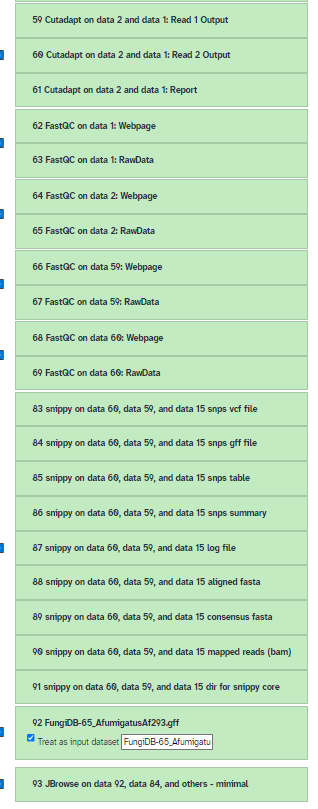 59 Cutadapt on data 2 and data 1: Read 1 Output
60 Cutadapt on data 2 and data 1: Read 2 Output
61 Cutadapt on data 2 and data 1: Report
62 FastQC on data 1: Webpage
63 FastQC on data 1: RawData
64 FastQC on data 2: Webpage
65 FastQC on data 2: RawData
66 FastQC on data 59: Webpage
67 FastQC on data 59: RawData
68 FastQC on data 60: Webpage
69 FastQC on data 60: RawData
83 snippy on data 60, data 59, and data 15 snps vcf file
84 snippy on data 60, data 59, and data 15 snps gff file
85 snippy on data 60, data 59, and data 15 snps table
86 snippy on data 60, data 59, and data 15 snps summary
87 snippy on data 60, data 59, and data 15 log file
88 snippy on data 60, data 59, and data 15 aligned fasta
89 snippy on data 60, data 59, and data 15 consensus fasta
90 snippy on data 60, data 59, and data 15 mapped reads (bam)
91 snippy on data 60, data 59, and data 15 dir for snippy core
92 FungiDB-65_AfumigatusAf293.gff
Treat as input dataset FungiDB-65_Afumigatu
93 JBrowse on data 92, data 84, and others - minimal